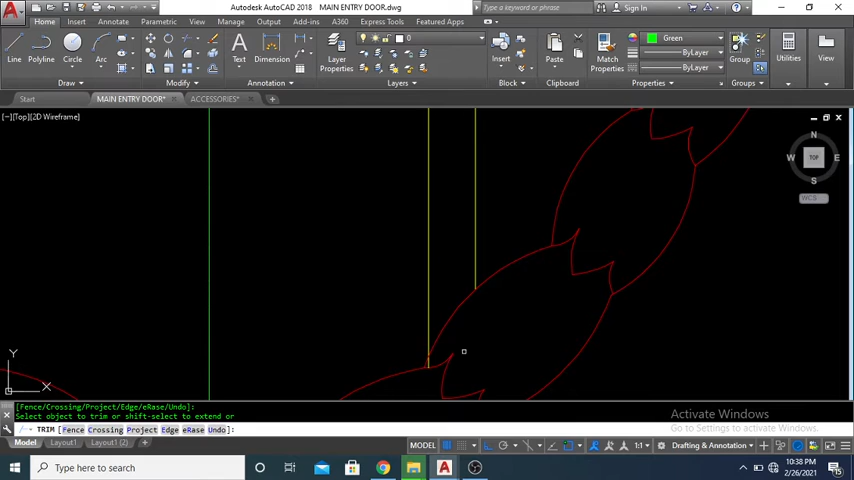 Autodesk AutoCAD 2018 MAIN ENTRY DOOR.dwg
Type a keyword or phrase
Sign In
Home Insert Annotate Parametric View Manage Output Add-ins A360 Express Tools Featured Apps
Line Polyline Circle Arc Text Dimension Layer Properties 0 Insert Paste Match Properties Green Group Utilities View
ByLayer
ByLayer
Draw Modify Annotation Layers Block Clipboard Properties Groups
Start MAIN ENTRY DOOR* ACCESSORIES*
[−][Top][2D Wireframe]
N
W TOP E
S
WCS
Y
X
[Fence/Crossing/Project/Edge/eRase/Undo]:
Select object to trim or shift-select to extend or
TRIM [Fence Crossing Project Edge eRase Undo]:
Activate Windows
Go to Settings to activate Windows.
Model Layout1 Layout1 (2) +
MODEL 1:1 Drafting & Annotation
Type here to search
10:38 PM
2/26/2021
15